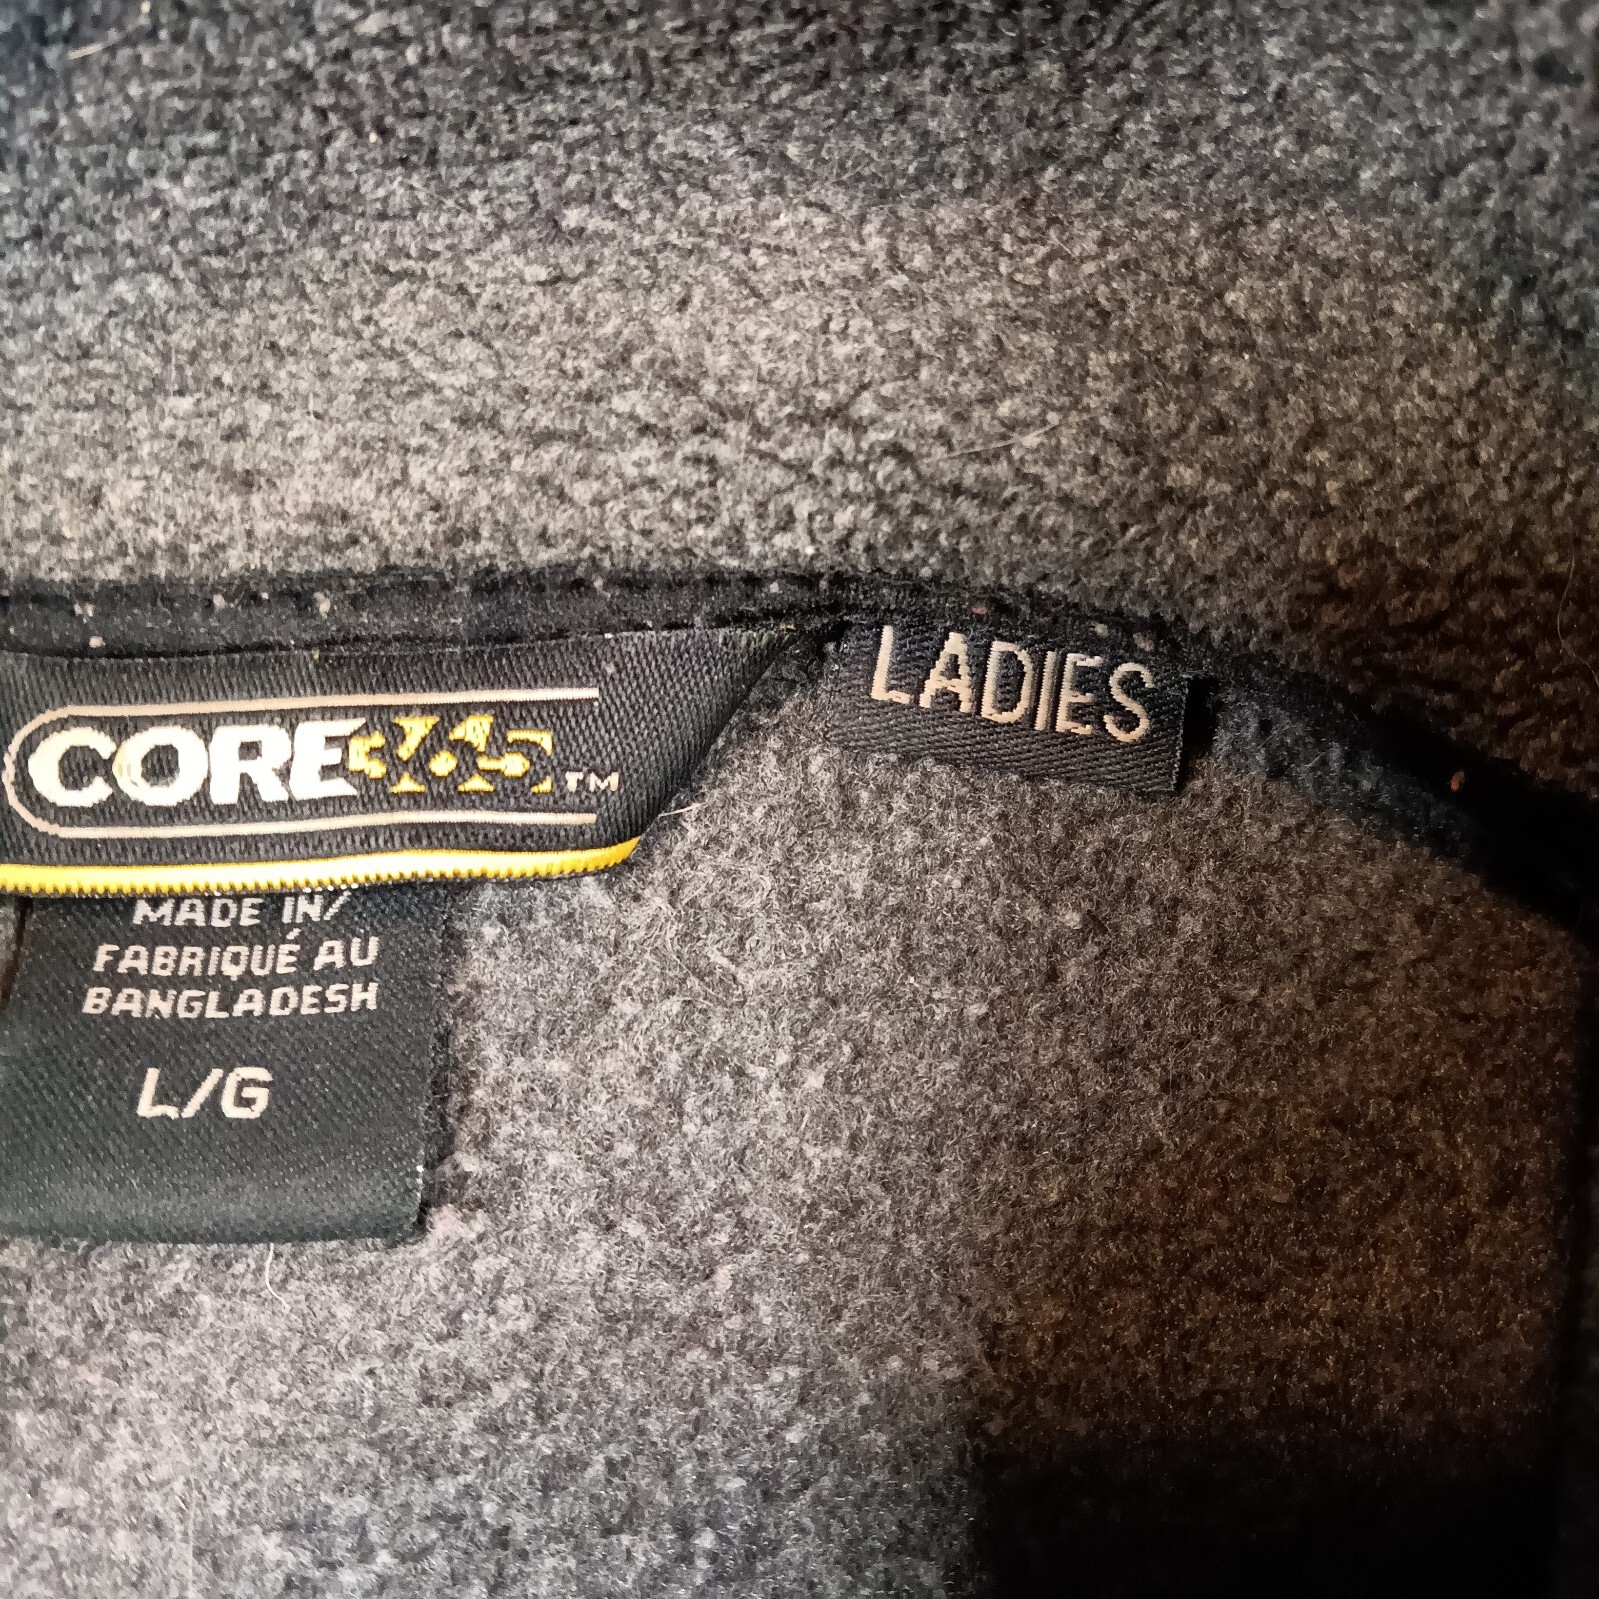 CORE365™
LADIES
MADE IN/
FABRIQUÉ AU
BANGLADESH
L/G